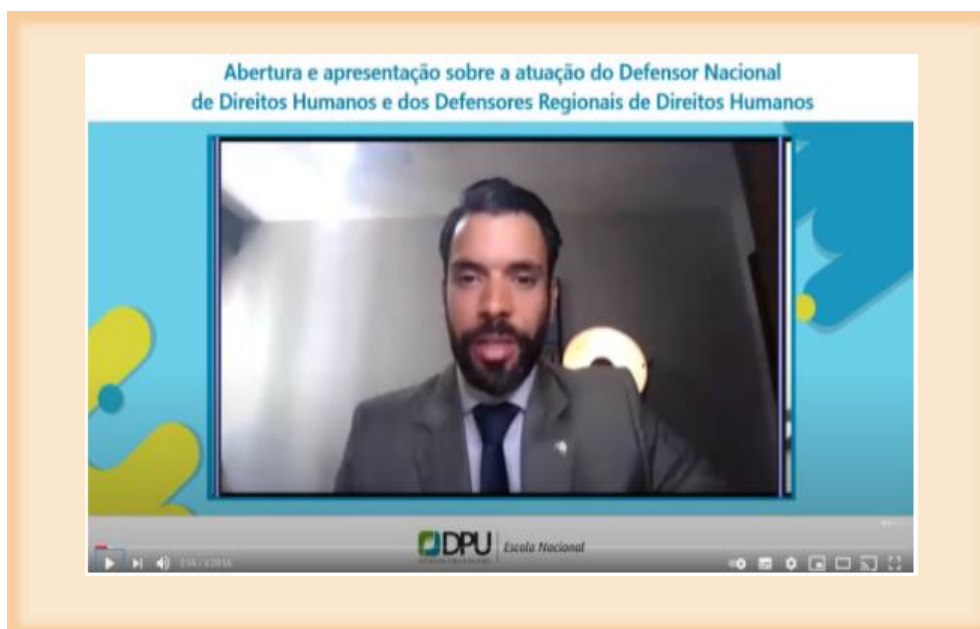 Abertura e apresentação sobre a atuação do Defensor Nacional
de Direitos Humanos e dos Defensores Regionais de Direitos Humanos
DPU
Escola Nacional